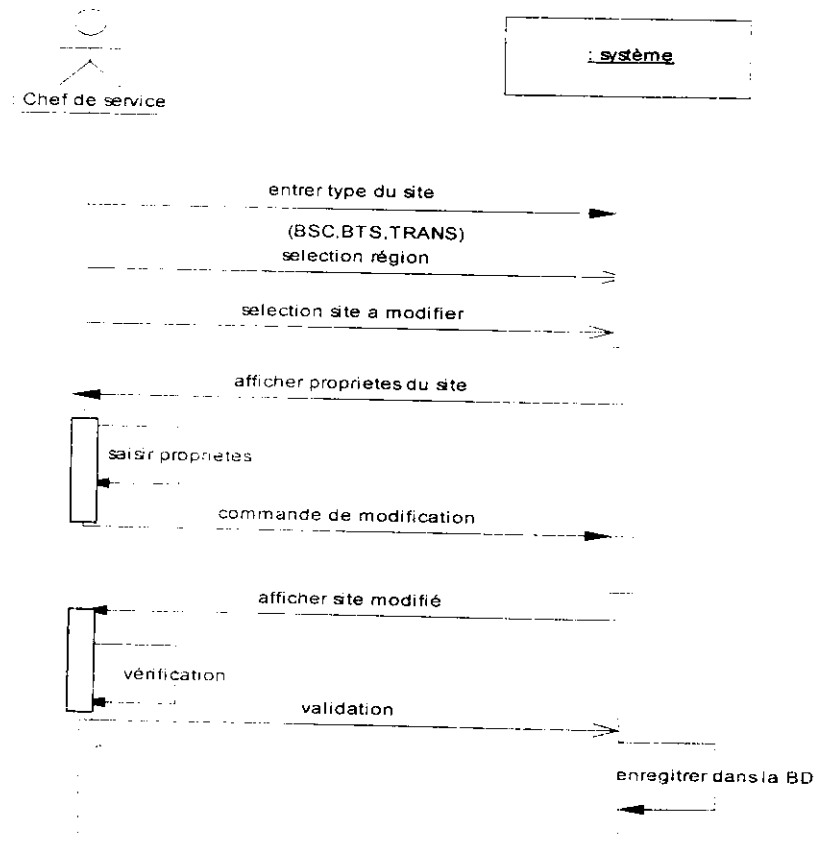 : système
: Chef de service
entrer type du site
(BSC,BTS,TRANS)
selection région
selection site a modifier
afficher proprietes du site
saisir proprietes
commande de modification
afficher site modifié
vérification
validation
enregitrer dans la BD